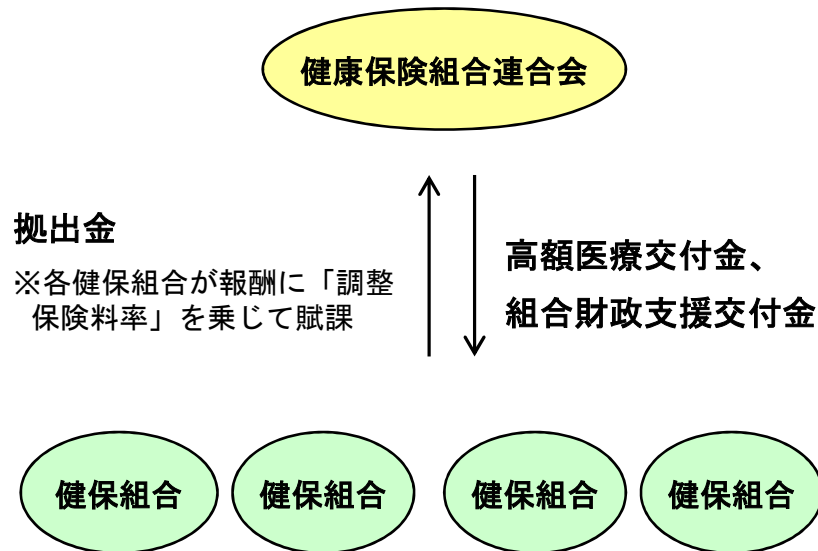 健康保険組合連合会
拠出金
※各健保組合が報酬に「調整
保険料率」を乗じて賦課
高額医療交付金、
組合財政支援交付金
健保組合
健保組合
健保組合
健保組合